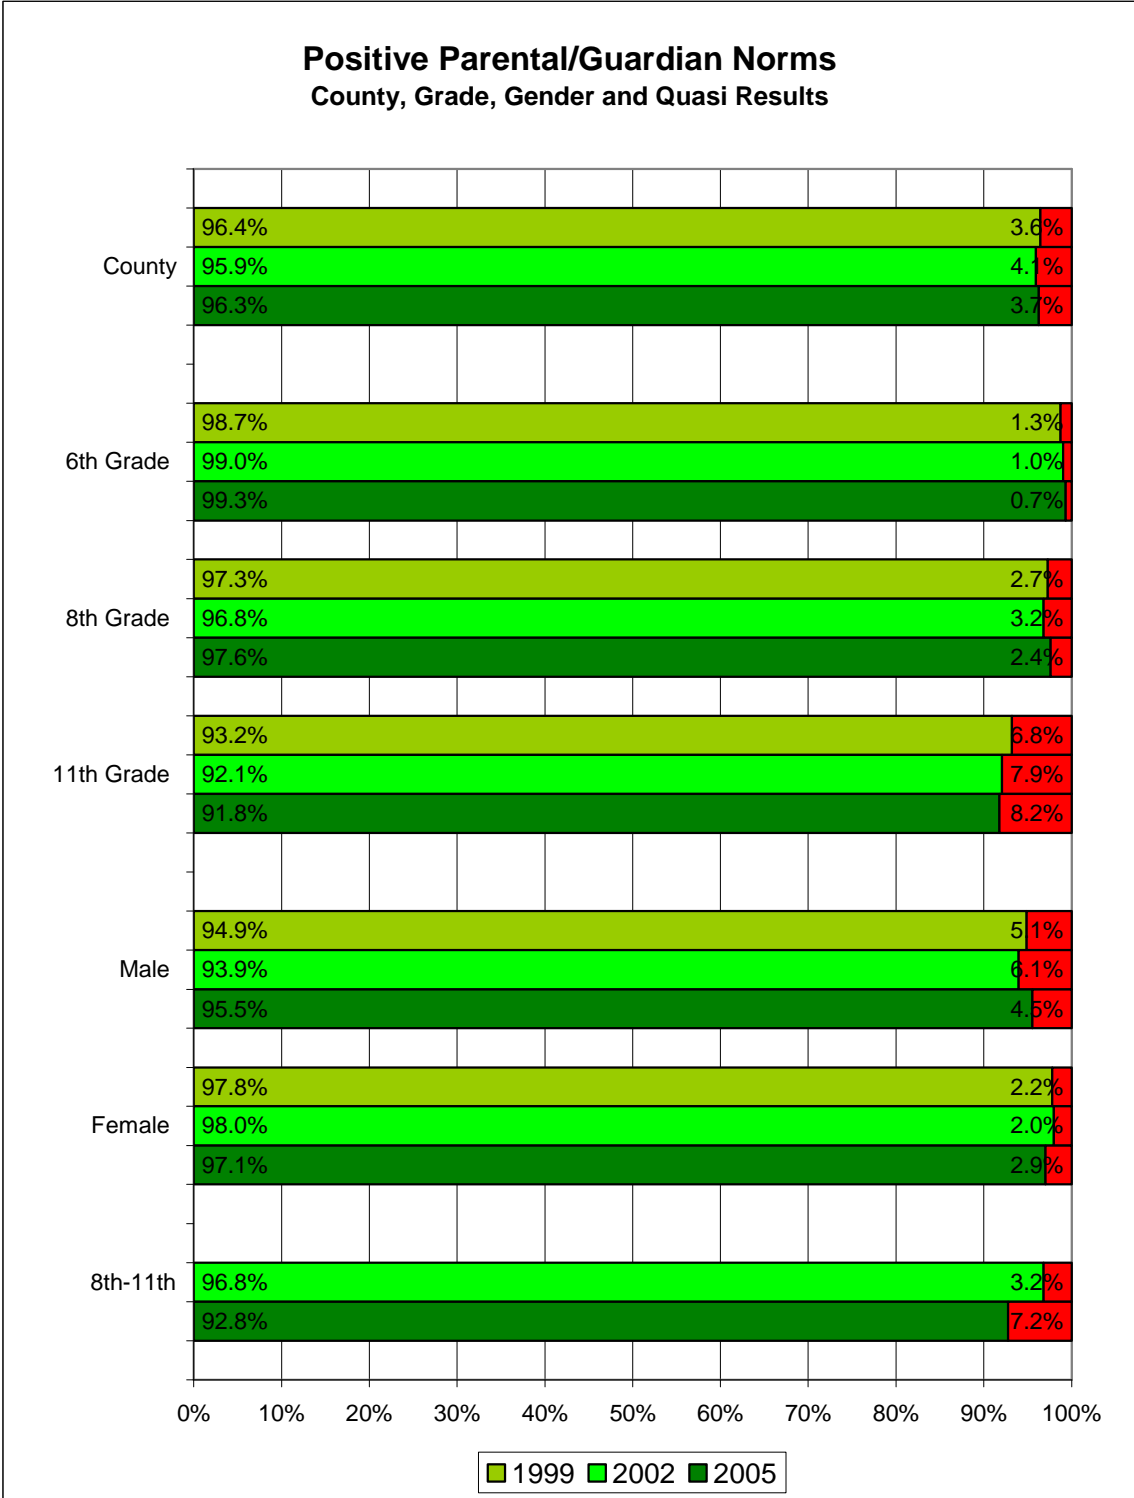 Positive Parental/Guardian Norms
County, Grade, Gender and Quasi Results
96.4% 3.6%
County 95.9% 4.1%
96.3% 3.7%
98.7% 1.3%
6th Grade 99.0% 1.0%
99.3% 0.7%
97.3% 2.7%
8th Grade 96.8% 3.2%
97.6% 2.4%
93.2% 6.8%
11th Grade 92.1% 7.9%
91.8% 8.2%
94.9% 5.1%
Male 93.9% 6.1%
95.5% 4.5%
97.8% 2.2%
Female 98.0% 2.0%
97.1% 2.9%
8th-11th 96.8% 3.2%
92.8% 7.2%
0% 10% 20% 30% 40% 50% 60% 70% 80% 90% 100%
1999 2002 2005